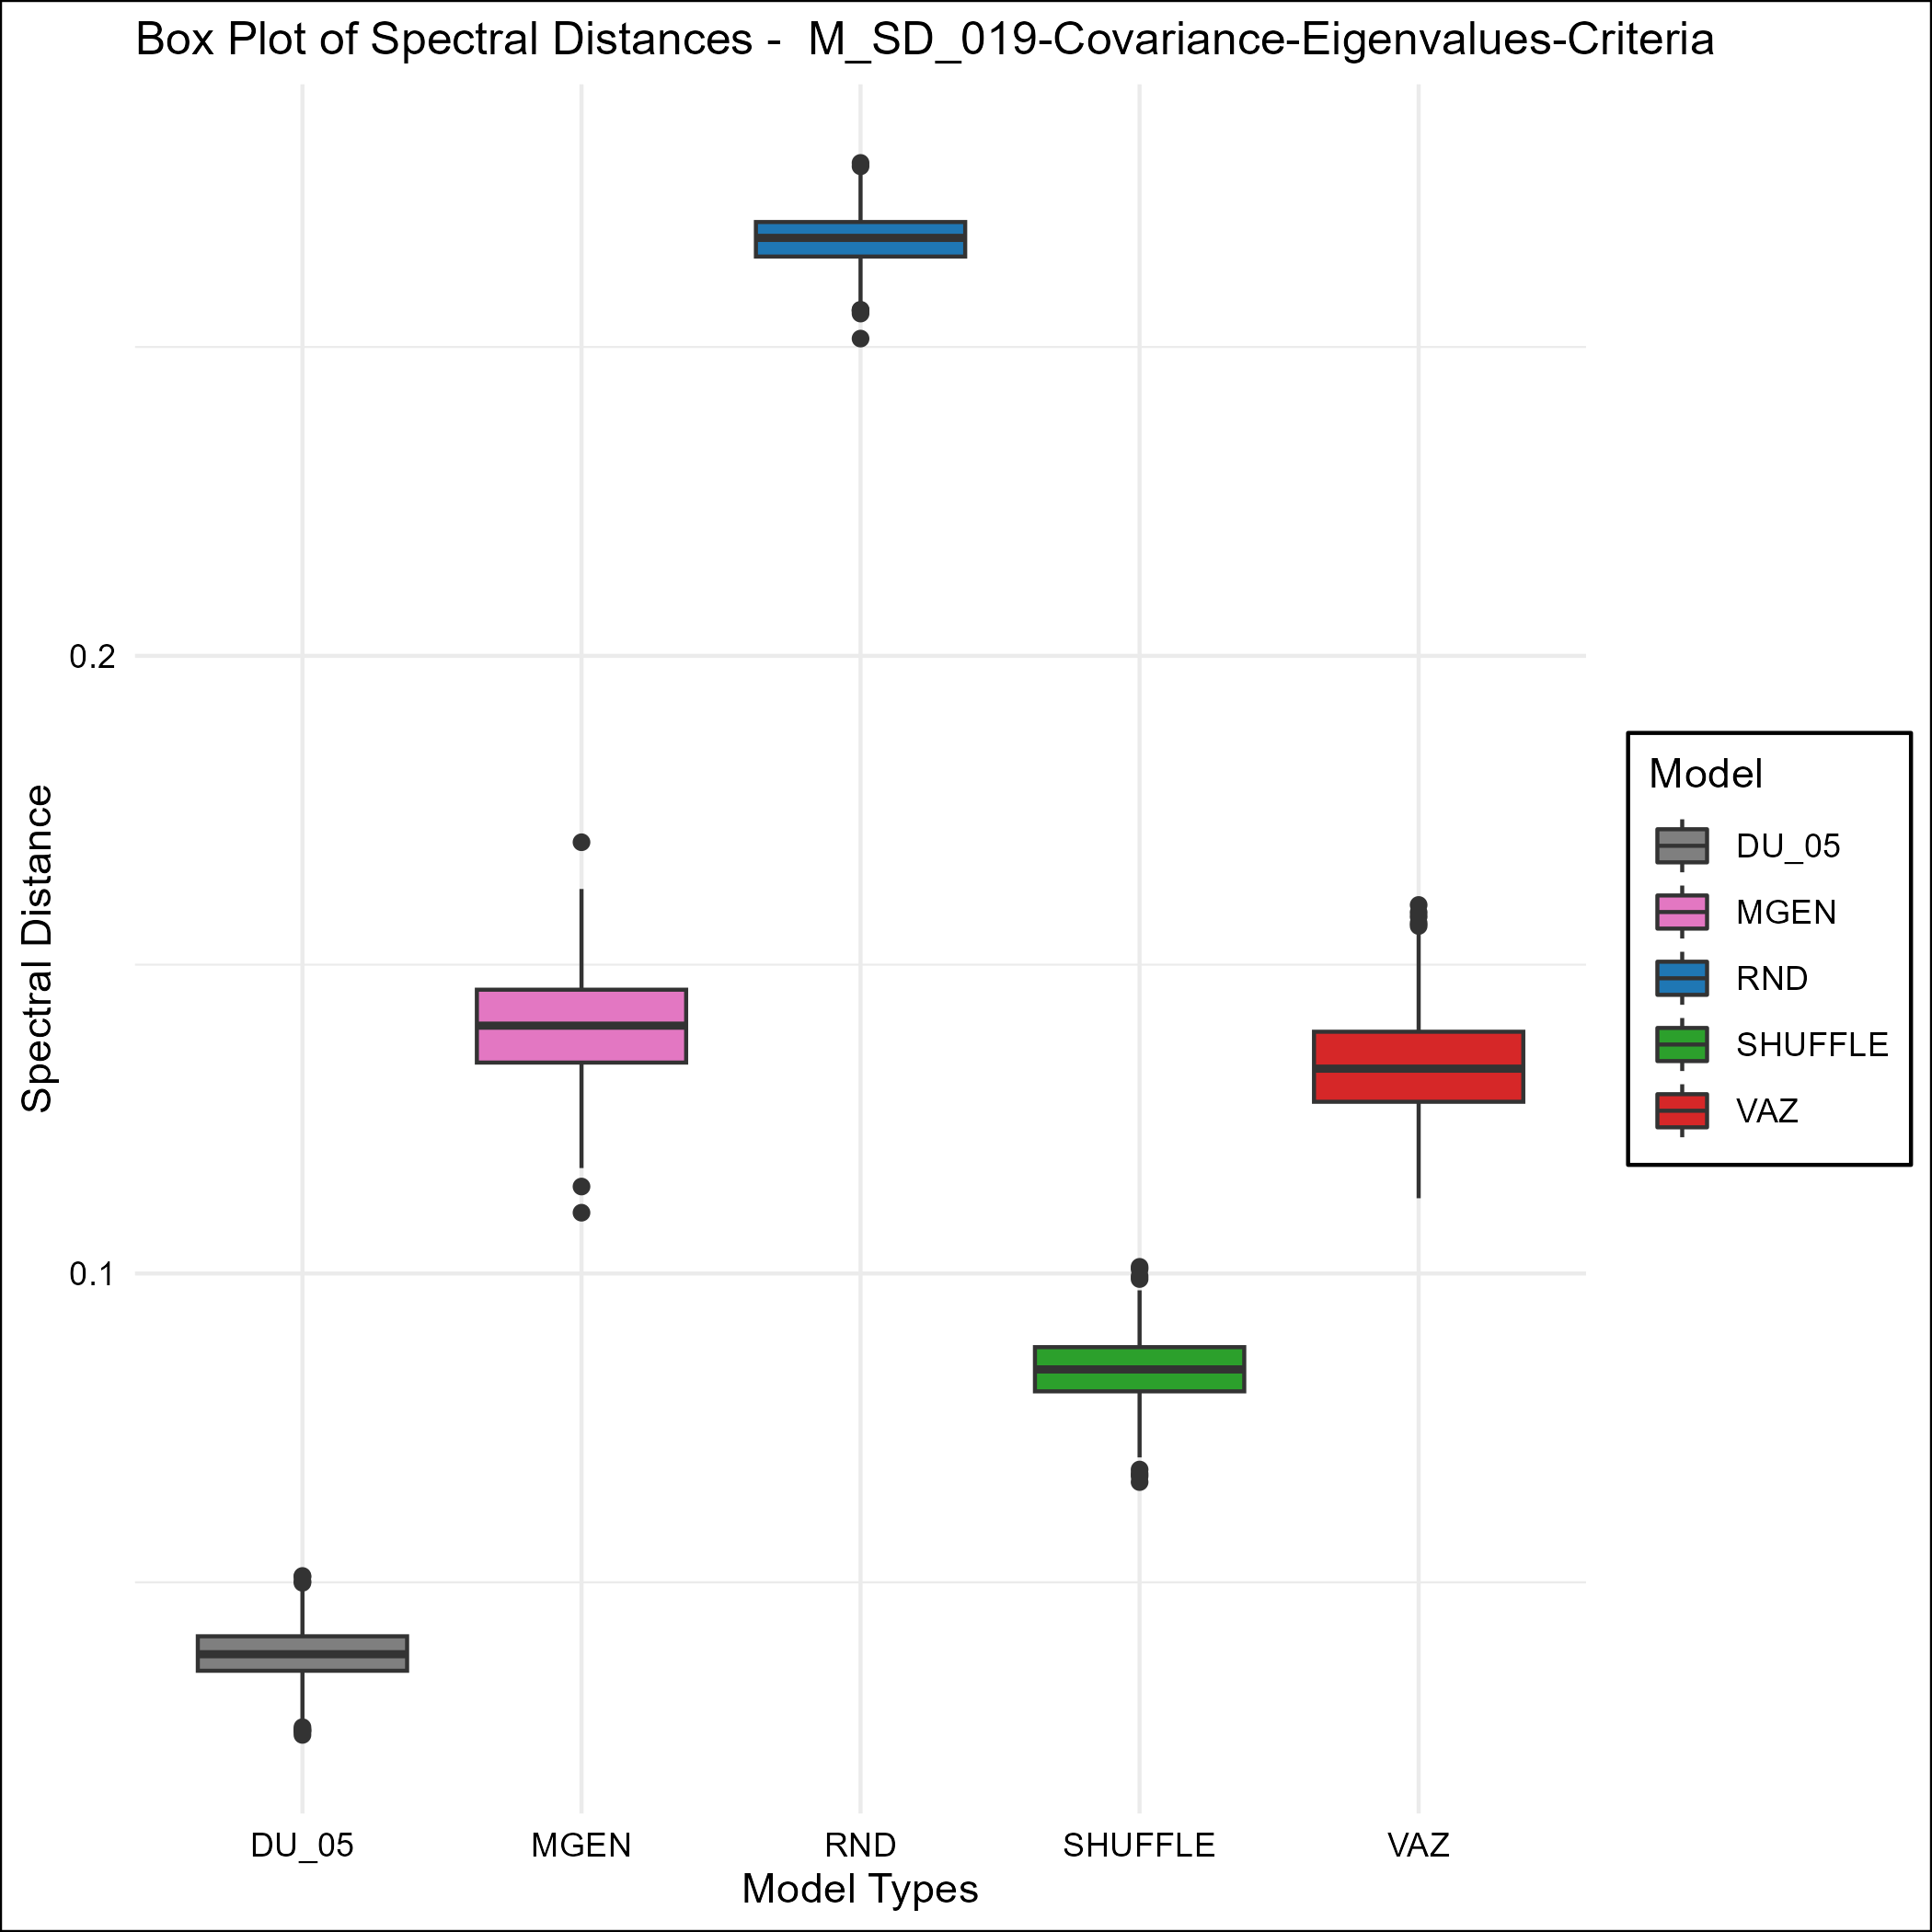 Box Plot of Spectral Distances -  M_SD_019-Covariance-Eigenvalues-Criteria
Spectral Distance
0.2
0.1
DU_05 MGEN RND SHUFFLE VAZ
Model Types
Model
DU_05
MGEN
RND
SHUFFLE
VAZ